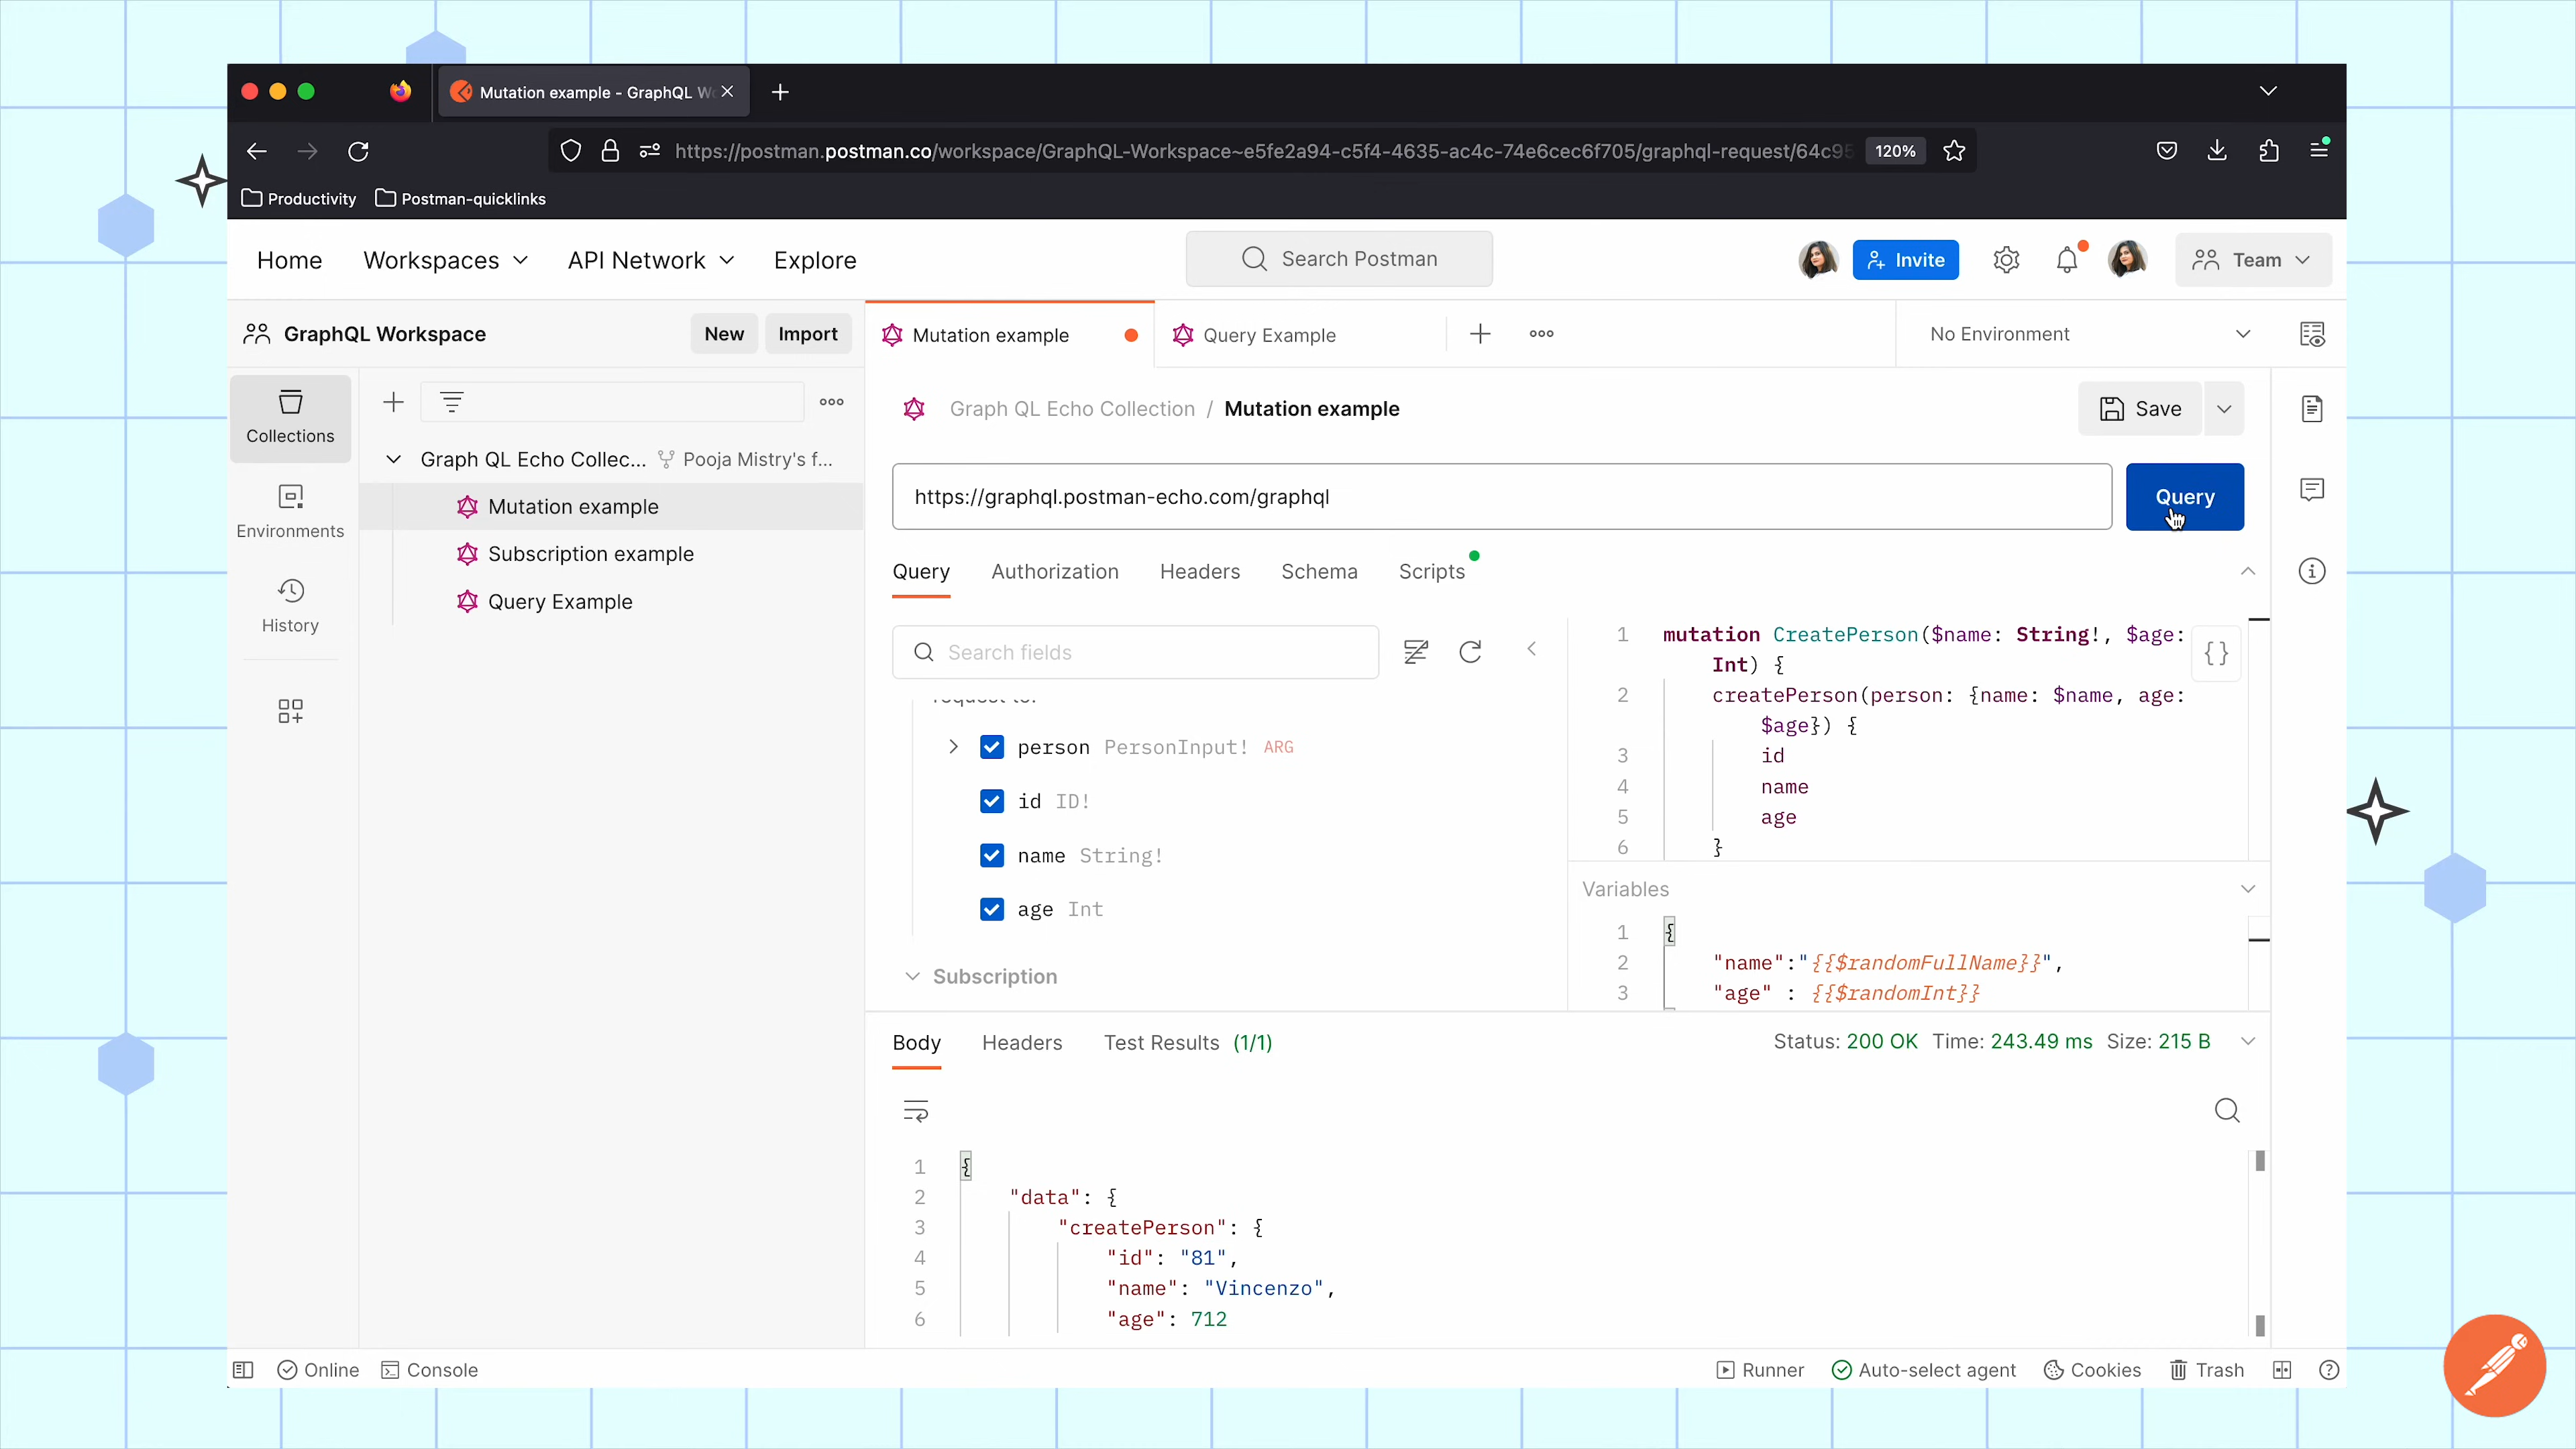 Mutation example - GraphQL W
https://postman.postman.co/workspace/GraphQL-Workspace~e5fe2a94-c5f4-4635-ac4c-74e6cec6f705/graphql-request/64c95
120%
Productivity
Postman-quicklinks
Home
Workspaces
API Network
Explore
Search Postman
Invite
Team
GraphQL Workspace
New
Import
Mutation example
Query Example
No Environment
Collections
Environments
History
Graph QL Echo Collec...
Pooja Mistry's f...
Mutation example
Subscription example
Query Example
Graph QL Echo Collection / Mutation example
Save
https://graphql.postman-echo.com/graphql
Query
Query
Authorization
Headers
Schema
Scripts
Search fields
person PersonInput! ARG
id ID!
name String!
age Int
Subscription
1 mutation CreatePerson($name: String!, $age:
Int) {
2 createPerson(person: {name: $name, age:
$age}) {
3 id
4 name
5 age
6 }
{}
Variables
1 {
2 "name":"{{$randomFullName}}",
3 "age" : {{$randomInt}}
Body
Headers
Test Results (1/1)
Status: 200 OK Time: 243.49 ms Size: 215 B
1 {
2 "data": {
3 "createPerson": {
4 "id": "81",
5 "name": "Vincenzo",
6 "age": 712
Online
Console
Runner
Auto-select agent
Cookies
Trash